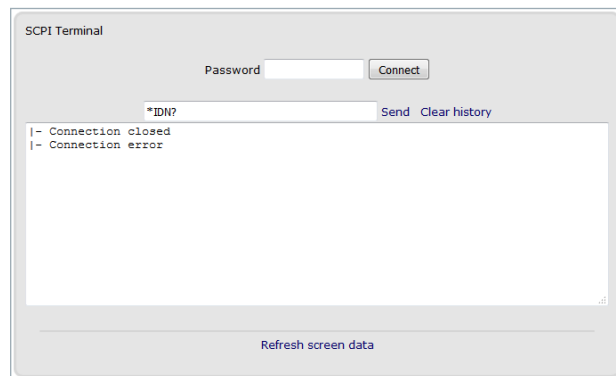 SCPI Terminal
Password Connect
*IDN? Send Clear history
|- Connection closed
|- Connection error
Refresh screen data